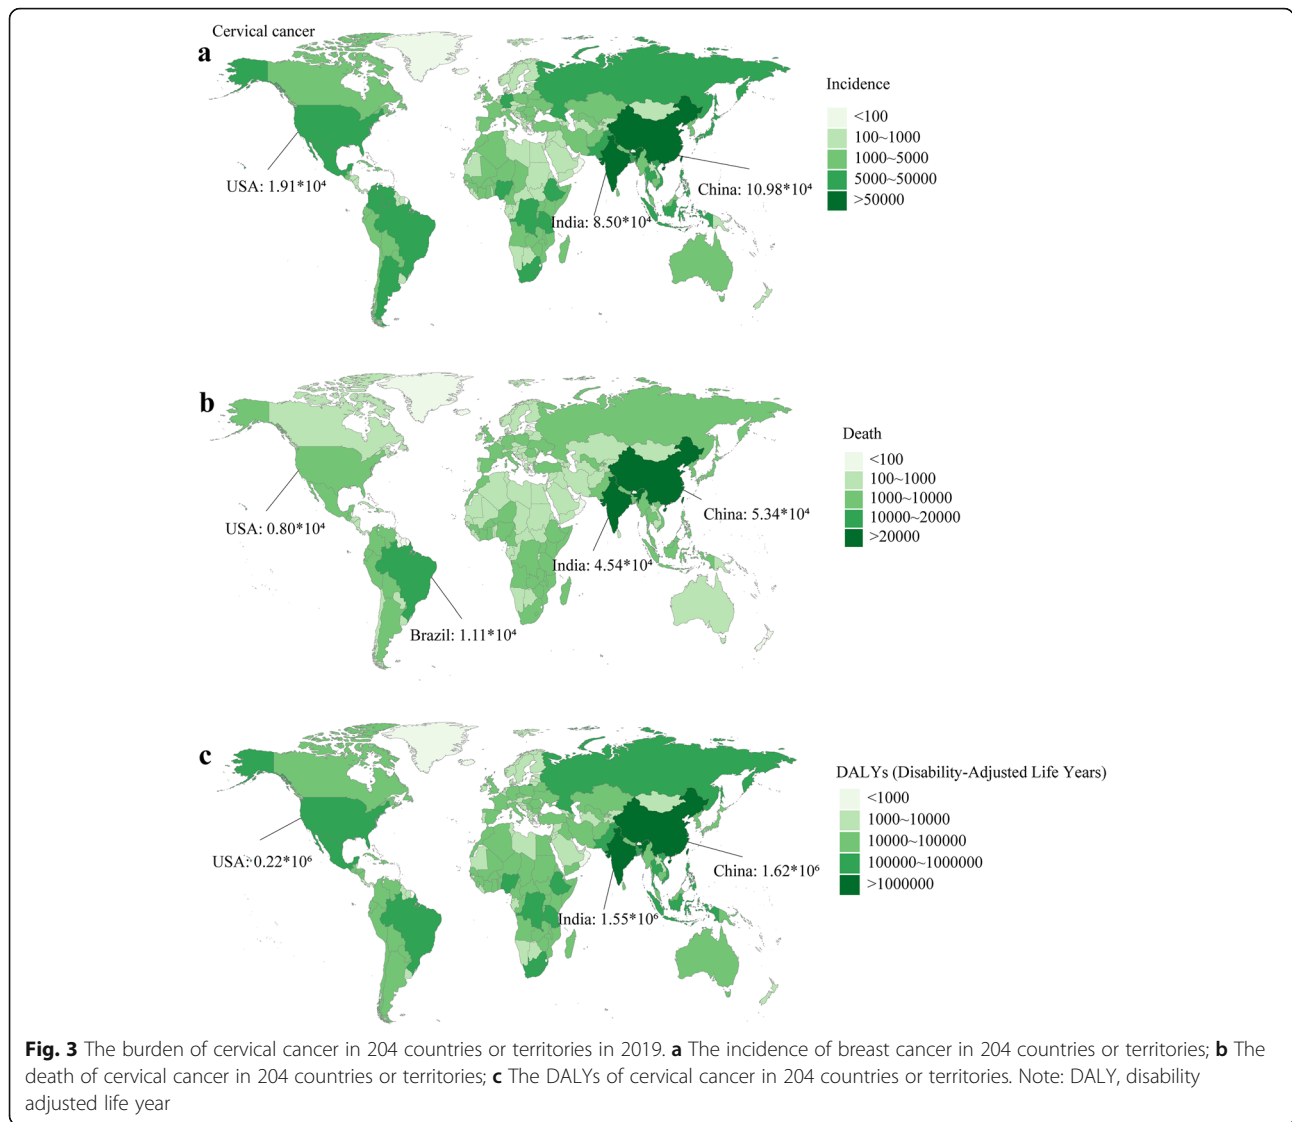 Cervical cancer
a
Incidence
<100
100~1000
1000~5000
5000~50000
>50000
USA: 1.91*10⁴
China: 10.98*10⁴
India: 8.50*10⁴
b
Death
<100
100~1000
1000~10000
10000~20000
>20000
USA: 0.80*10⁴
China: 5.34*10⁴
India: 4.54*10⁴
Brazil: 1.11*10⁴
c
DALYs (Disability-Adjusted Life Years)
<1000
1000~10000
10000~100000
100000~1000000
>1000000
USA: 0.22*10⁶
China: 1.62*10⁶
India: 1.55*10⁶
Fig. 3 The burden of cervical cancer in 204 countries or territories in 2019. a The incidence of breast cancer in 204 countries or territories; b The
death of cervical cancer in 204 countries or territories; c The DALYs of cervical cancer in 204 countries or territories. Note: DALY, disability
adjusted life year